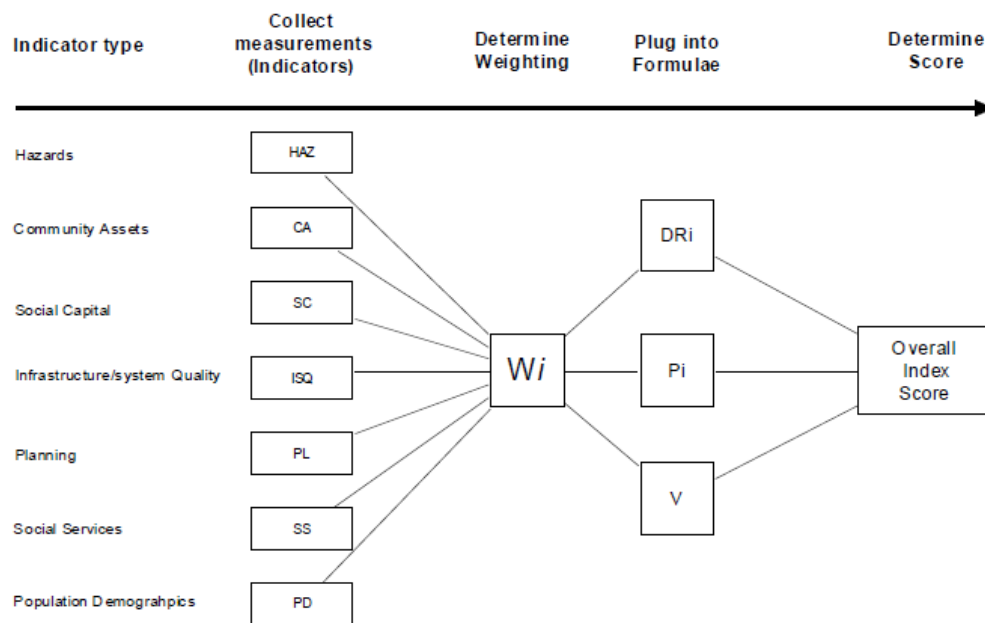 Indicator type
Collect
measurements
(Indicators)
Determine
Weighting
Plug into
Formulae
Determine
Score
Hazards
HAZ
Community Assets
CA
Social Capital
SC
Infrastructure/system Quality
ISQ
Planning
PL
Social Services
SS
Population Demograhpics
PD
Wi
DRi
Pi
V
Overall
Index
Score